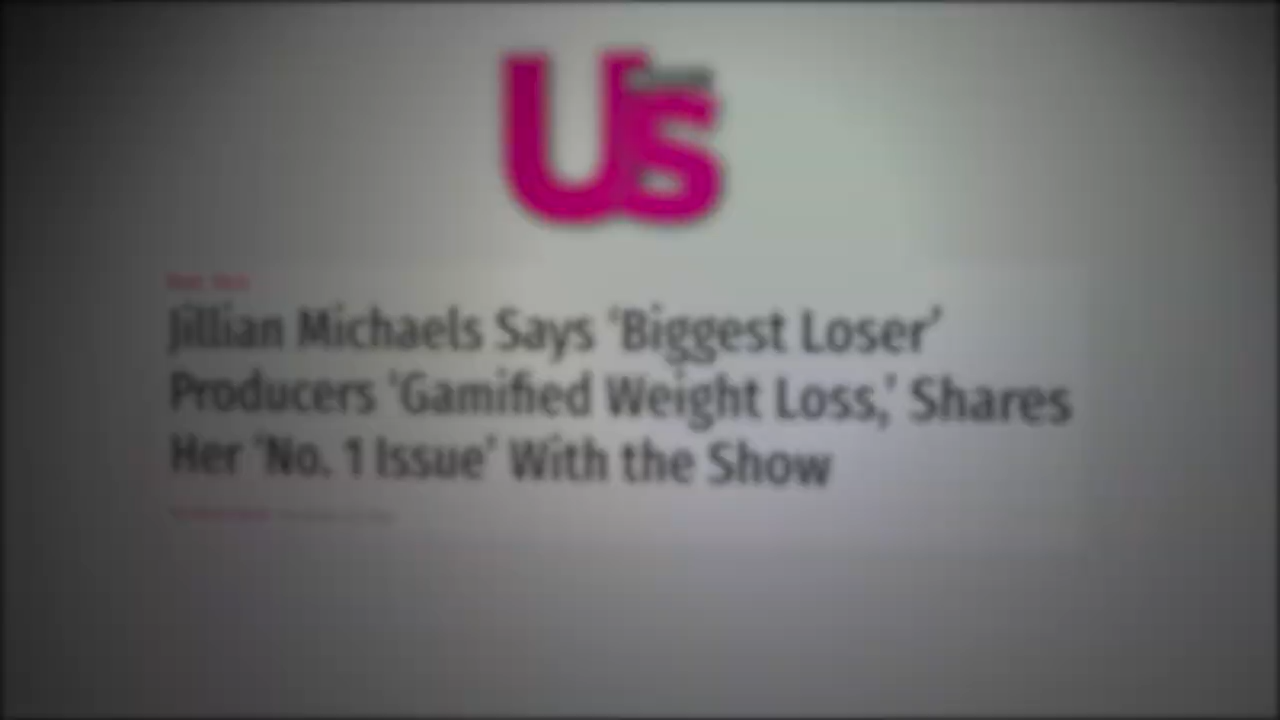 Us
Jillian Michaels Says ‘Biggest Loser’
Producers ‘Gamified Weight Loss,’ Shares
Her ‘No. 1 Issue’ With the Show